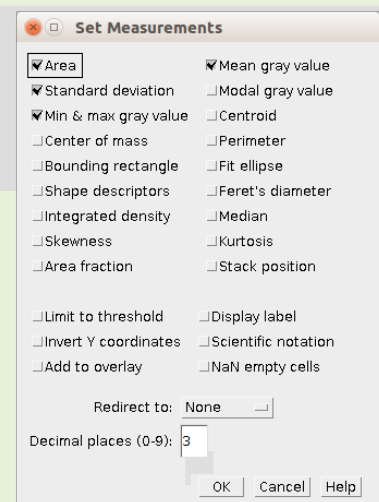 Set Measurements
Area Mean gray value
Standard deviation Modal gray value
Min & max gray value Centroid
Center of mass Perimeter
Bounding rectangle Fit ellipse
Shape descriptors Feret's diameter
Integrated density Median
Skewness Kurtosis
Area fraction Stack position
Limit to threshold Display label
Invert Y coordinates Scientific notation
Add to overlay NaN empty cells
Redirect to: None
Decimal places (0-9): 3
OK Cancel Help